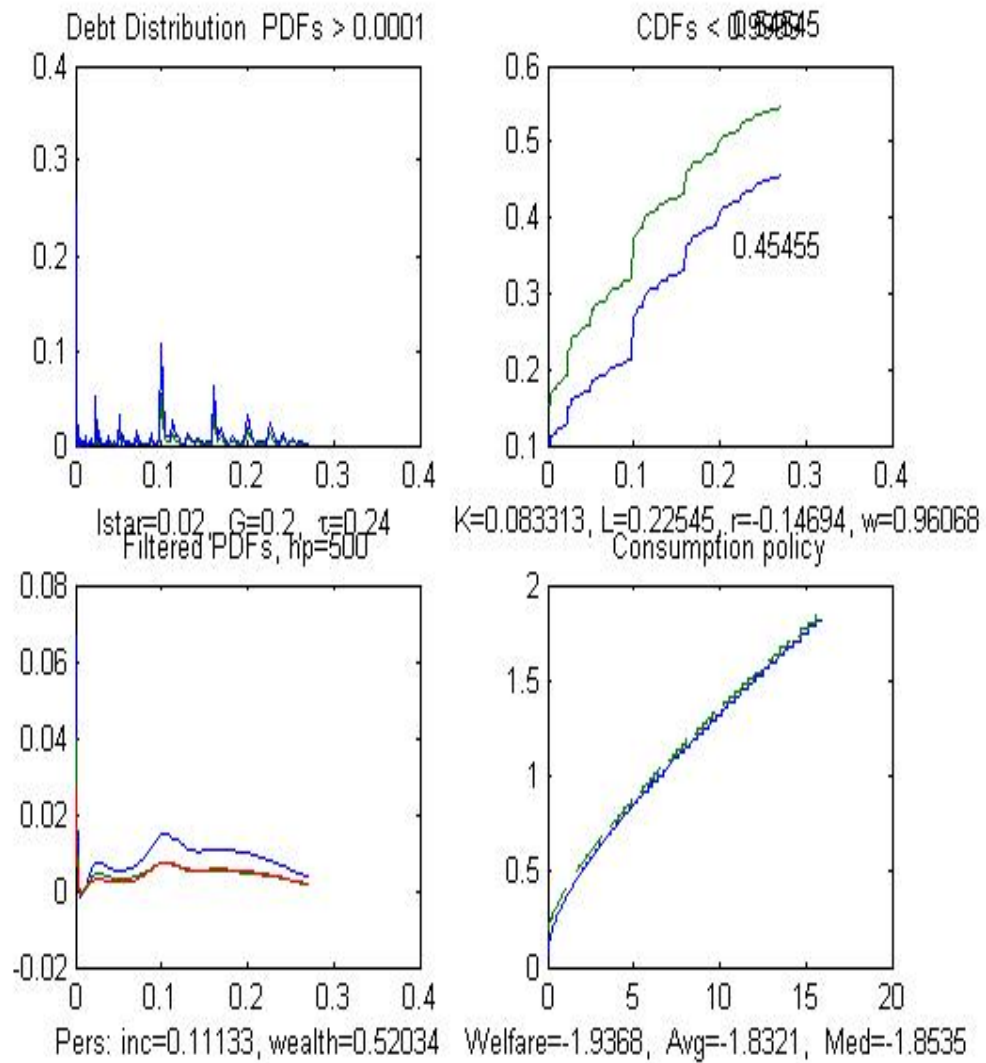 Debt Distribution PDFs > 0.0001
0.4
0.3
0.2
0.1
0
0 0.1 0.2 0.3 0.4
Istar=0.02, G=0.2, τ=0.24
CDFs <
0.6
0.5
0.4
0.3
0.2
0.1
0.45455
0 0.1 0.2 0.3 0.4
K=0.083313, L=0.22545, r=-0.14694, w=0.96068
Filtered PDFs, hp=500
0.08
0.06
0.04
0.02
0
-0.02
0 0.1 0.2 0.3 0.4
Pers: inc=0.11133, wealth=0.52034
Consumption policy
2
1.5
1
0.5
0
0 5 10 15 20
Welfare=-1.9368, Avg=-1.8321, Med=-1.8535